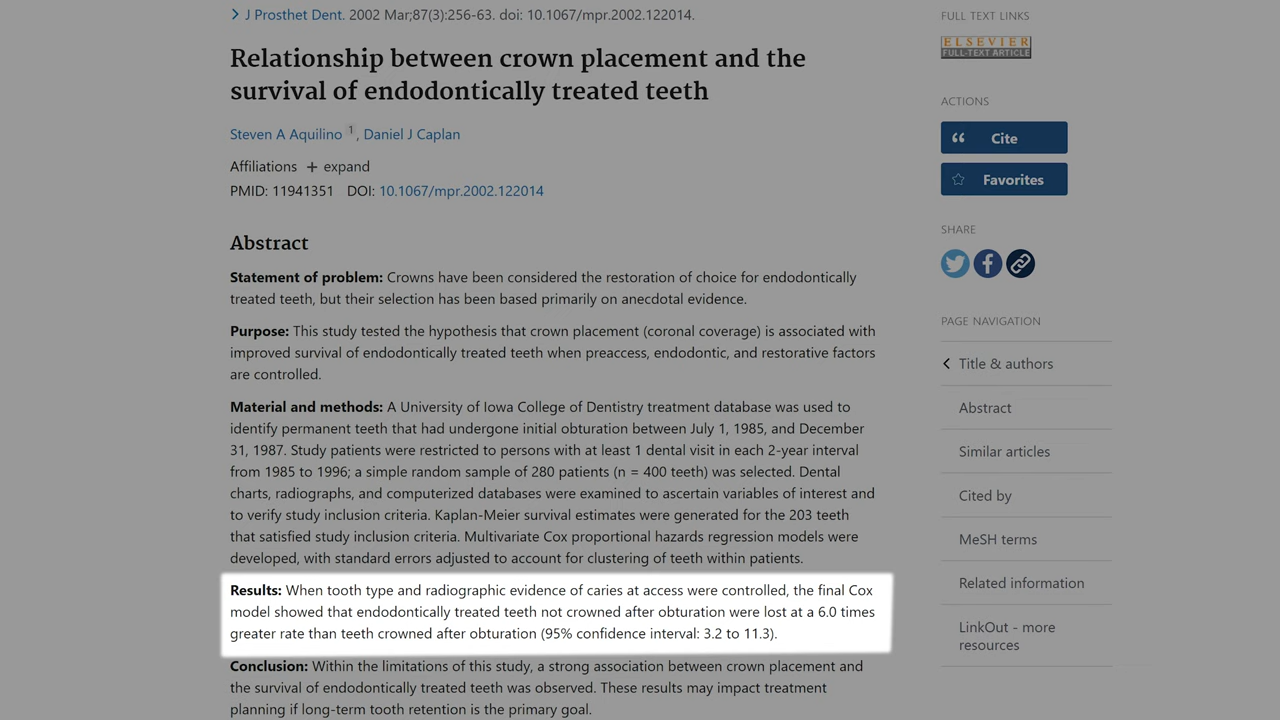 J Prosthet Dent. 2002 Mar;87(3):256-63. doi: 10.1067/mpr.2002.122014.
Relationship between crown placement and the
survival of endodontically treated teeth
Steven A Aquilino 1, Daniel J Caplan
Affiliations + expand
PMID: 11941351 DOI: 10.1067/mpr.2002.122014
Abstract
Statement of problem: Crowns have been considered the restoration of choice for endodontically
treated teeth, but their selection has been based primarily on anecdotal evidence.
Purpose: This study tested the hypothesis that crown placement (coronal coverage) is associated with
improved survival of endodontically treated teeth when preaccess, endodontic, and restorative factors
are controlled.
Material and methods: A University of Iowa College of Dentistry treatment database was used to
identify permanent teeth that had undergone initial obturation between July 1, 1985, and December
31, 1987. Study patients were restricted to persons with at least 1 dental visit in each 2-year interval
from 1985 to 1996; a simple random sample of 280 patients (n = 400 teeth) was selected. Dental
charts, radiographs, and computerized databases were examined to ascertain variables of interest and
to verify study inclusion criteria. Kaplan-Meier survival estimates were generated for the 203 teeth
that satisfied study inclusion criteria. Multivariate Cox proportional hazards regression models were
developed, with standard errors adjusted to account for clustering of teeth within patients.
Results: When tooth type and radiographic evidence of caries at access were controlled, the final Cox
model showed that endodontically treated teeth not crowned after obturation were lost at a 6.0 times
greater rate than teeth crowned after obturation (95% confidence interval: 3.2 to 11.3).
Conclusion: Within the limitations of this study, a strong association between crown placement and
the survival of endodontically treated teeth was observed. These results may impact treatment
planning if long-term tooth retention is the primary goal.
FULL TEXT LINKS
ELSEVIER
FULL-TEXT ARTICLE
ACTIONS
Cite
Favorites
SHARE
PAGE NAVIGATION
Title & authors
Abstract
Similar articles
Cited by
MeSH terms
Related information
LinkOut - more
resources